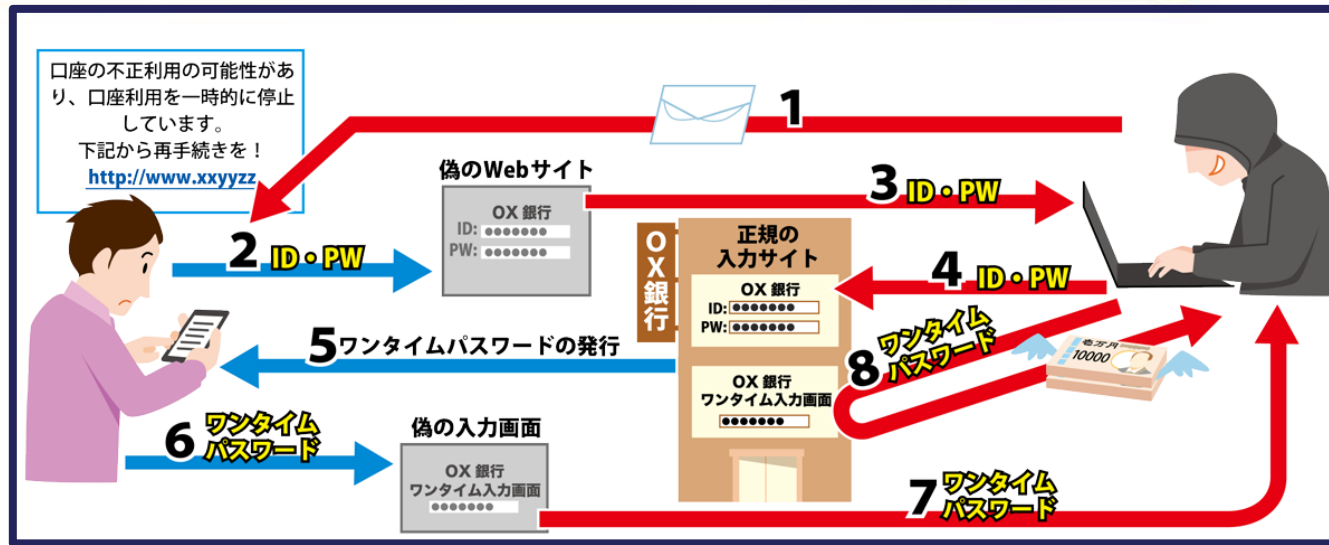 口座の不正利用の可能性があ
り、口座利用を一時的に停止
しています。
下記から再手続きを！
http://www.xxyyzz
1
偽のWebサイト
OX 銀行
ID: ●●●●●●●
PW: ●●●●●●●
2 ID・PW
3 ID・PW
OX銀行
正規の
入力サイト
OX 銀行
ID: ●●●●●●●
PW: ●●●●●●●
4 ID・PW
5 ワンタイムパスワードの発行
OX 銀行
ワンタイム入力画面
●●●●●●●
8 ワンタイム
パスワード
壱万円
10000
6 ワンタイム
パスワード
偽の入力画面
OX 銀行
ワンタイム入力画面
●●●●●●●
7 ワンタイム
パスワード